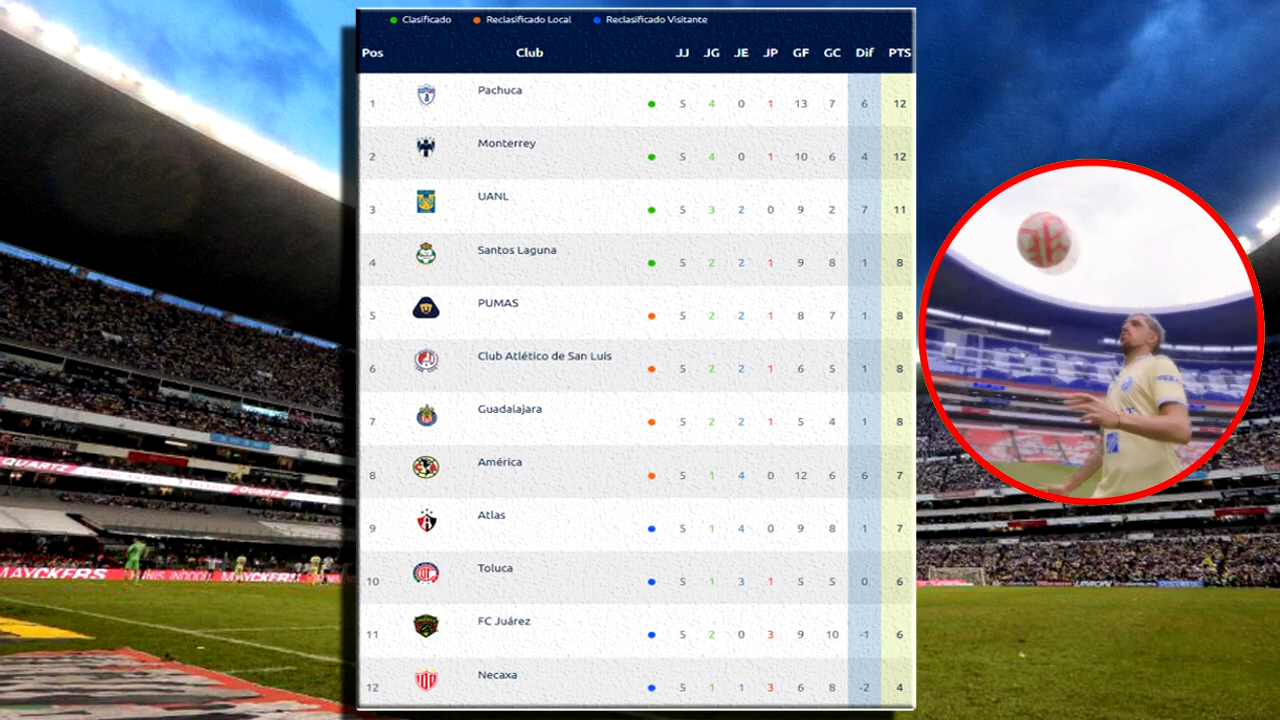 Clasificado Reclasificado Local Reclasificado Visitante
Pos Club JJ JG JE JP GF GC Dif PTS
1 Pachuca 5 4 0 1 13 7 6 12
2 Monterrey 5 4 0 1 10 6 4 12
3 UANL 5 3 2 0 9 2 7 11
4 Santos Laguna 5 2 2 1 9 8 1 8
5 PUMAS 5 2 2 1 8 7 1 8
6 Club Atlético de San Luis 5 2 2 1 6 5 1 8
7 Guadalajara 5 2 2 1 5 4 1 8
8 América 5 1 4 0 12 6 6 7
9 Atlas 5 1 4 0 9 8 1 7
10 Toluca 5 1 3 1 5 5 0 6
11 FC Juárez 5 2 0 3 9 10 -1 6
12 Necaxa 5 1 1 3 6 8 -2 4
caliente.mx
QUARTZ QUARTZ
MAYCKERS MAYCKERS